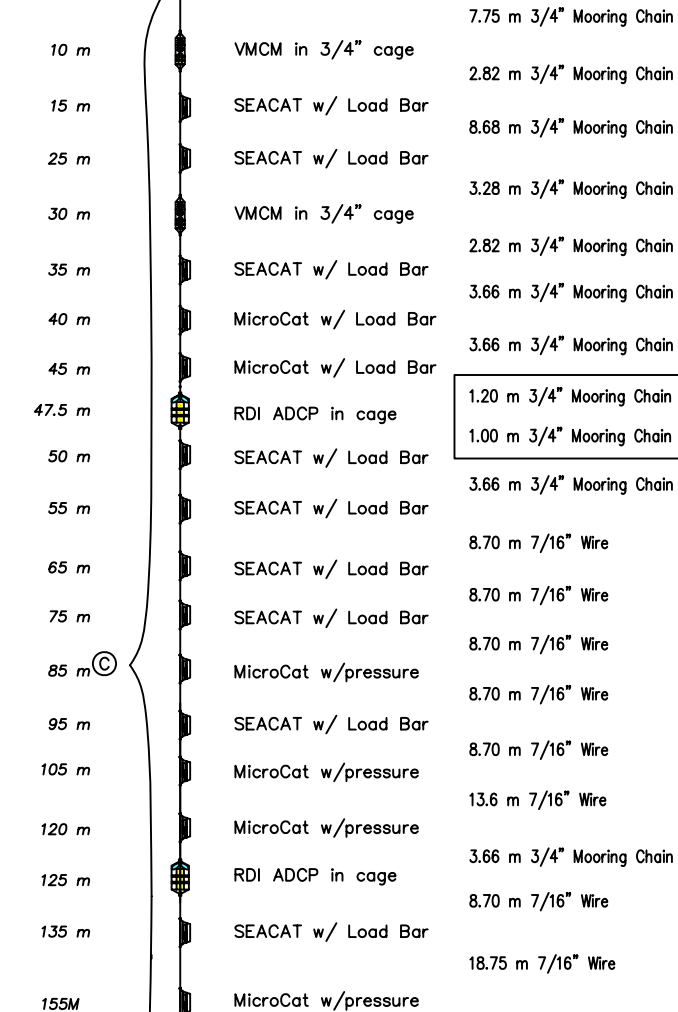 7.75 m 3/4" Mooring Chain
10 m VMCM in 3/4" cage
2.82 m 3/4" Mooring Chain
15 m SEACAT w/ Load Bar
8.68 m 3/4" Mooring Chain
25 m SEACAT w/ Load Bar
3.28 m 3/4" Mooring Chain
30 m VMCM in 3/4" cage
2.82 m 3/4" Mooring Chain
35 m SEACAT w/ Load Bar
3.66 m 3/4" Mooring Chain
40 m MicroCat w/ Load Bar
3.66 m 3/4" Mooring Chain
45 m MicroCat w/ Load Bar
1.20 m 3/4" Mooring Chain
47.5 m RDI ADCP in cage
1.00 m 3/4" Mooring Chain
50 m SEACAT w/ Load Bar
3.66 m 3/4" Mooring Chain
55 m SEACAT w/ Load Bar
8.70 m 7/16" Wire
65 m SEACAT w/ Load Bar
8.70 m 7/16" Wire
75 m SEACAT w/ Load Bar
8.70 m 7/16" Wire
85 m © MicroCat w/pressure
8.70 m 7/16" Wire
95 m SEACAT w/ Load Bar
8.70 m 7/16" Wire
105 m MicroCat w/pressure
13.6 m 7/16" Wire
120 m MicroCat w/pressure
3.66 m 3/4" Mooring Chain
125 m RDI ADCP in cage
8.70 m 7/16" Wire
135 m SEACAT w/ Load Bar
18.75 m 7/16" Wire
155M MicroCat w/pressure